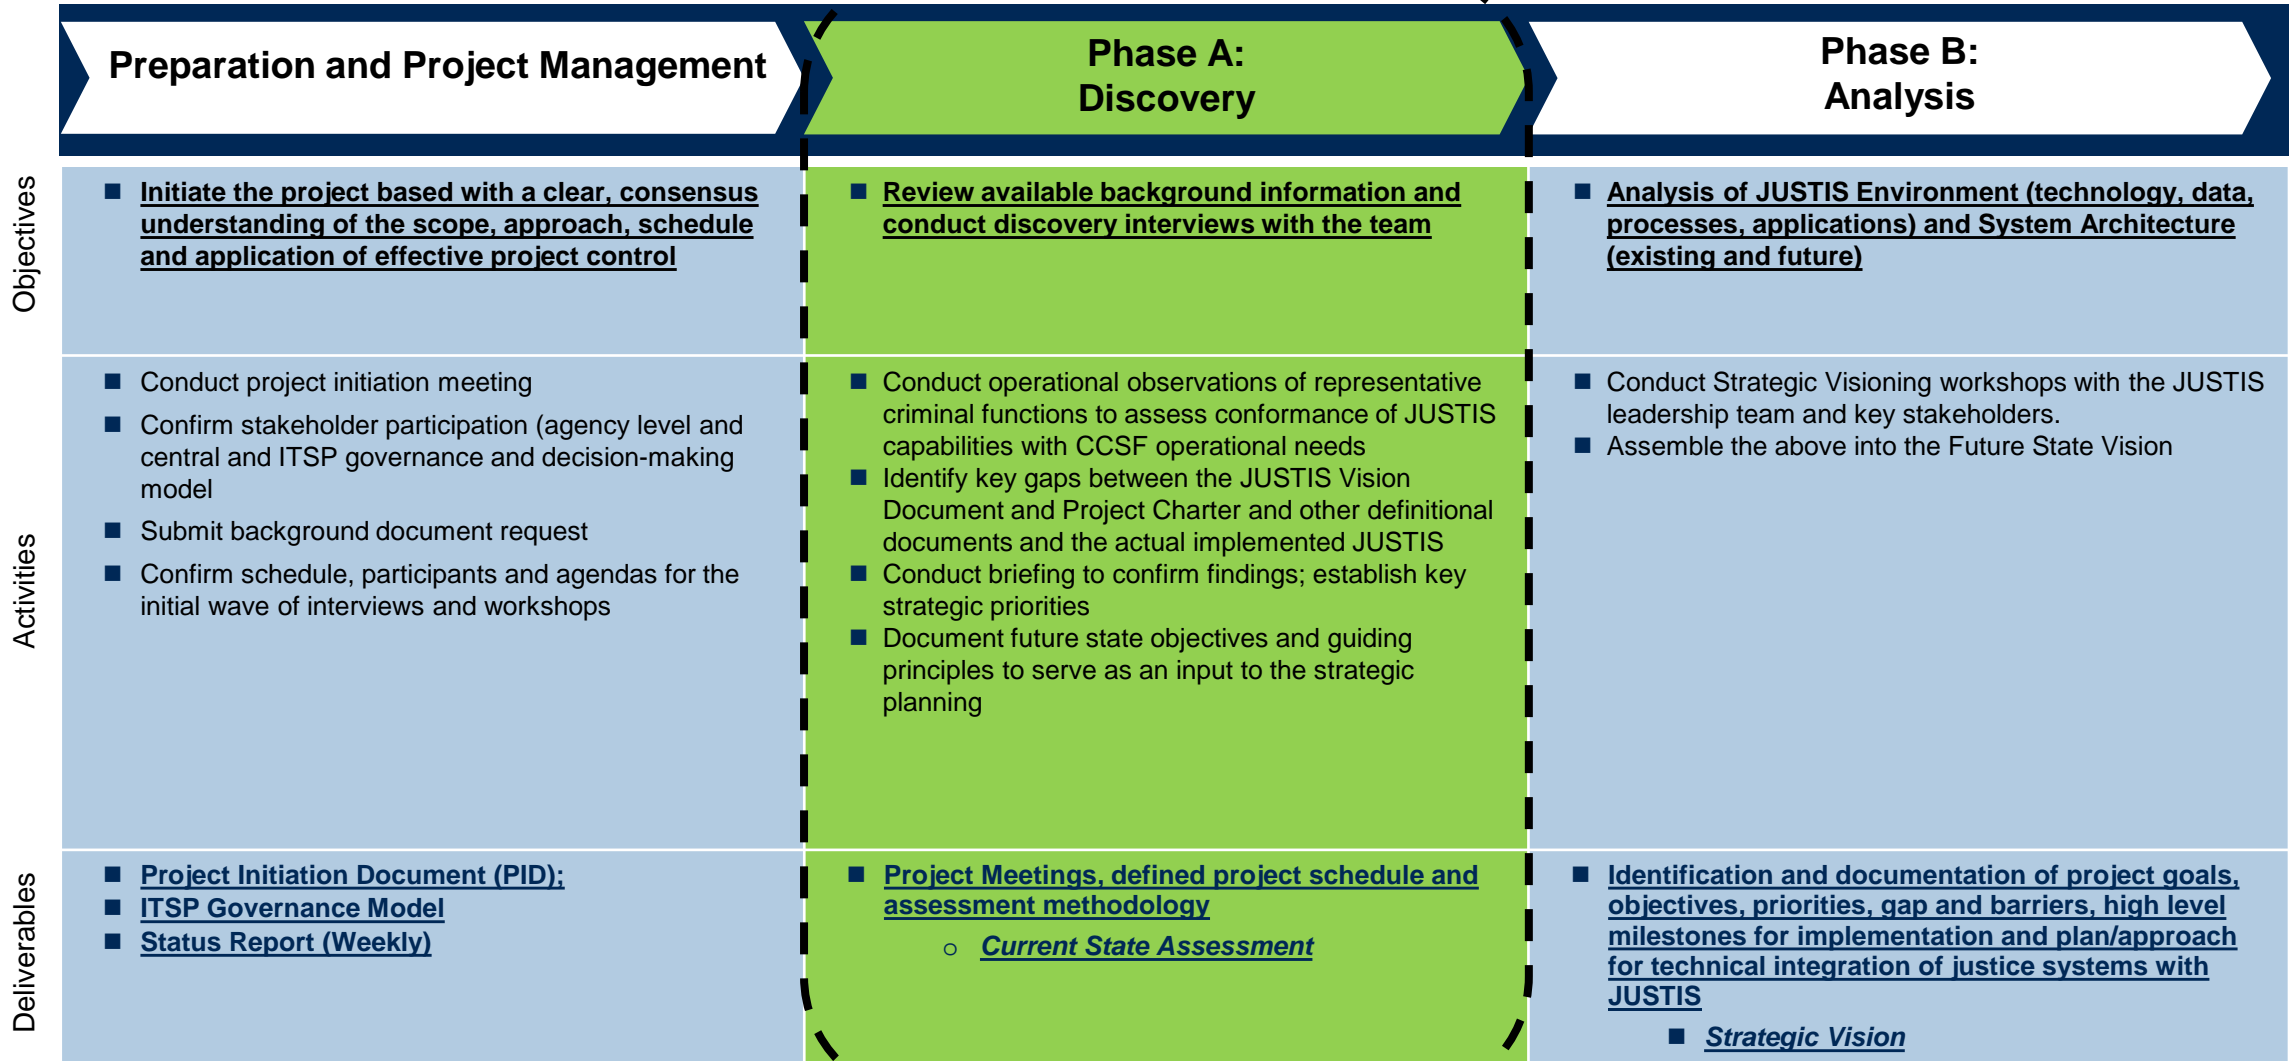 Preparation and Project Management
Phase A:
Discovery
Phase B:
Analysis
Objectives
Initiate the project based with a clear, consensus
understanding of the scope, approach, schedule
and application of effective project control
Review available background information and
conduct discovery interviews with the team
Analysis of JUSTIS Environment (technology, data,
processes, applications) and System Architecture
(existing and future)
Activities
Conduct project initiation meeting
Confirm stakeholder participation (agency level and
central and ITSP governance and decision-making
model
Submit background document request
Confirm schedule, participants and agendas for the
initial wave of interviews and workshops
Conduct operational observations of representative
criminal functions to assess conformance of JUSTIS
capabilities with CCSF operational needs
Identify key gaps between the JUSTIS Vision
Document and Project Charter and other definitional
documents and the actual implemented JUSTIS
Conduct briefing to confirm findings; establish key
strategic priorities
Document future state objectives and guiding
principles to serve as an input to the strategic
planning
Conduct Strategic Visioning workshops with the JUSTIS
leadership team and key stakeholders.
Assemble the above into the Future State Vision
Deliverables
Project Initiation Document (PID);
ITSP Governance Model
Status Report (Weekly)
Project Meetings, defined project schedule and
assessment methodology
Current State Assessment
Identification and documentation of project goals,
objectives, priorities, gap and barriers, high level
milestones for implementation and plan/approach
for technical integration of justice systems with
JUSTIS
Strategic Vision